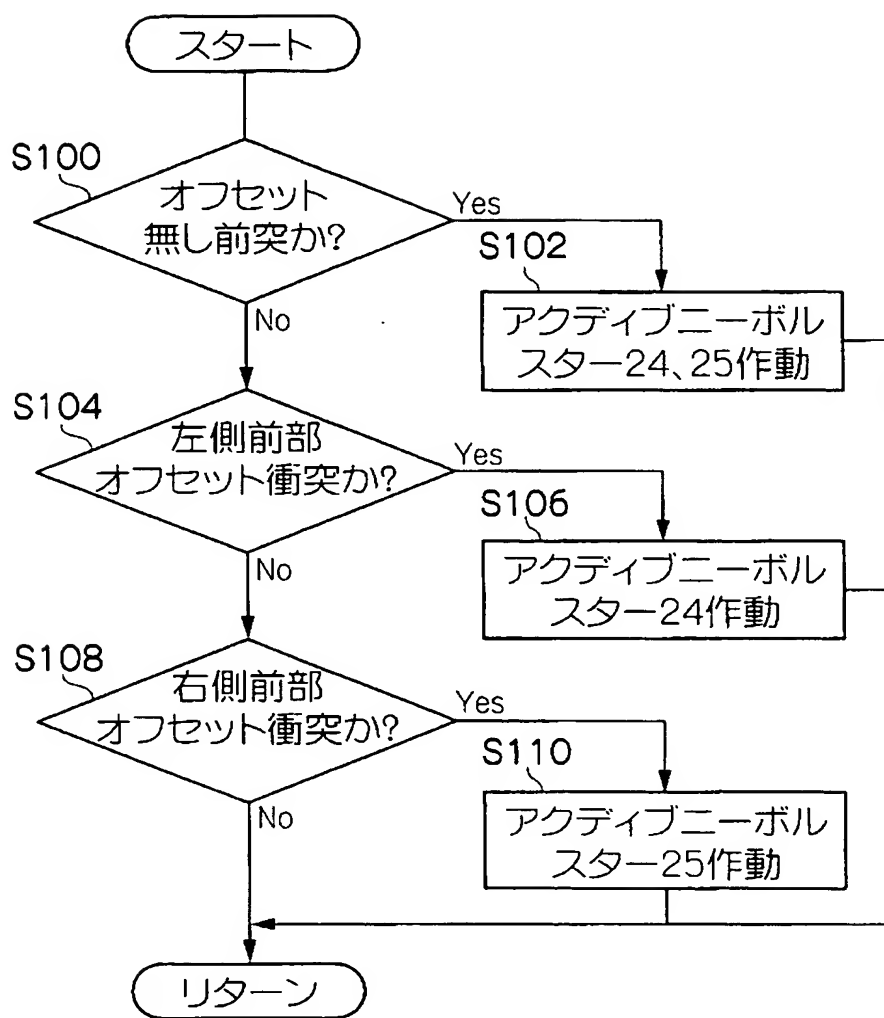 スタート
S100
オフセット
無し前突か?
Yes
S102
アクディブニーボル
スター24、25作動
No
S104
左側前部
オフセット衝突か?
Yes
S106
アクディブニーボル
スター24作動
No
S108
右側前部
オフセット衝突か?
Yes
S110
アクディブニーボル
スター25作動
No
リターン